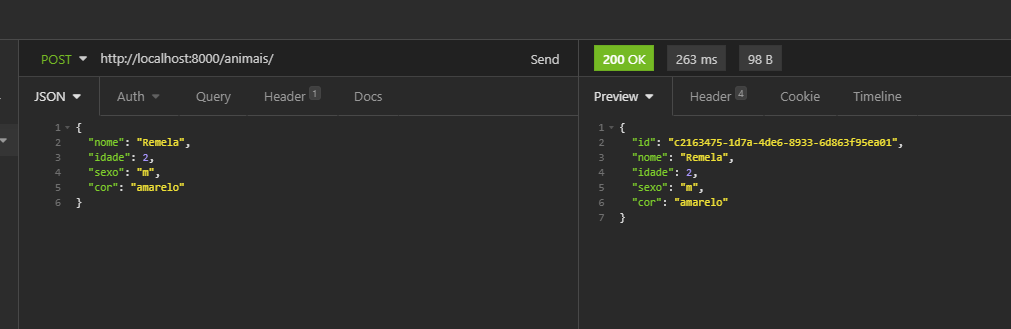 POST http://localhost:8000/animais/ Send
JSON Auth Query Header 1 Docs
1 {
2 "nome": "Remela",
3 "idade": 2,
4 "sexo": "m",
5 "cor": "amarelo"
6 }
200 OK 263 ms 98 B
Preview Header 4 Cookie Timeline
1 {
2 "id": "c2163475-1d7a-4de6-8933-6d863f95ea01",
3 "nome": "Remela",
4 "idade": 2,
5 "sexo": "m",
6 "cor": "amarelo"
7 }